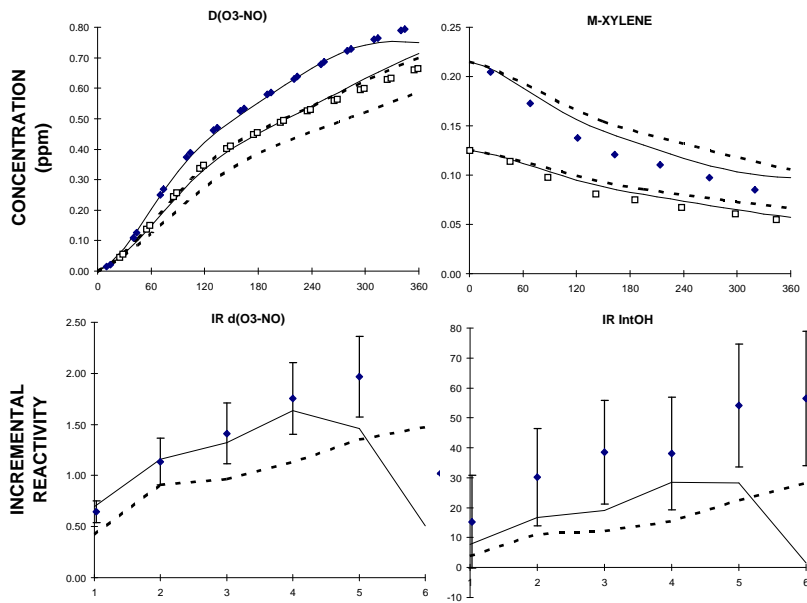 D(O3-NO)
CONCENTRATION
(ppm)
0.80
0.70
0.60
0.50
0.40
0.30
0.20
0.10
0.00
0 60 120 180 240 300 360
M-XYLENE
0.25
0.20
0.15
0.10
0.05
0.00
0 60 120 180 240 300 360
IR d(O3-NO)
INCREMENTAL
REACTIVITY
2.50
2.00
1.50
1.00
0.50
0.00
1 2 3 4 5 6
IR IntOH
80
70
60
50
40
30
20
10
0
-10
1 2 3 4 5 6